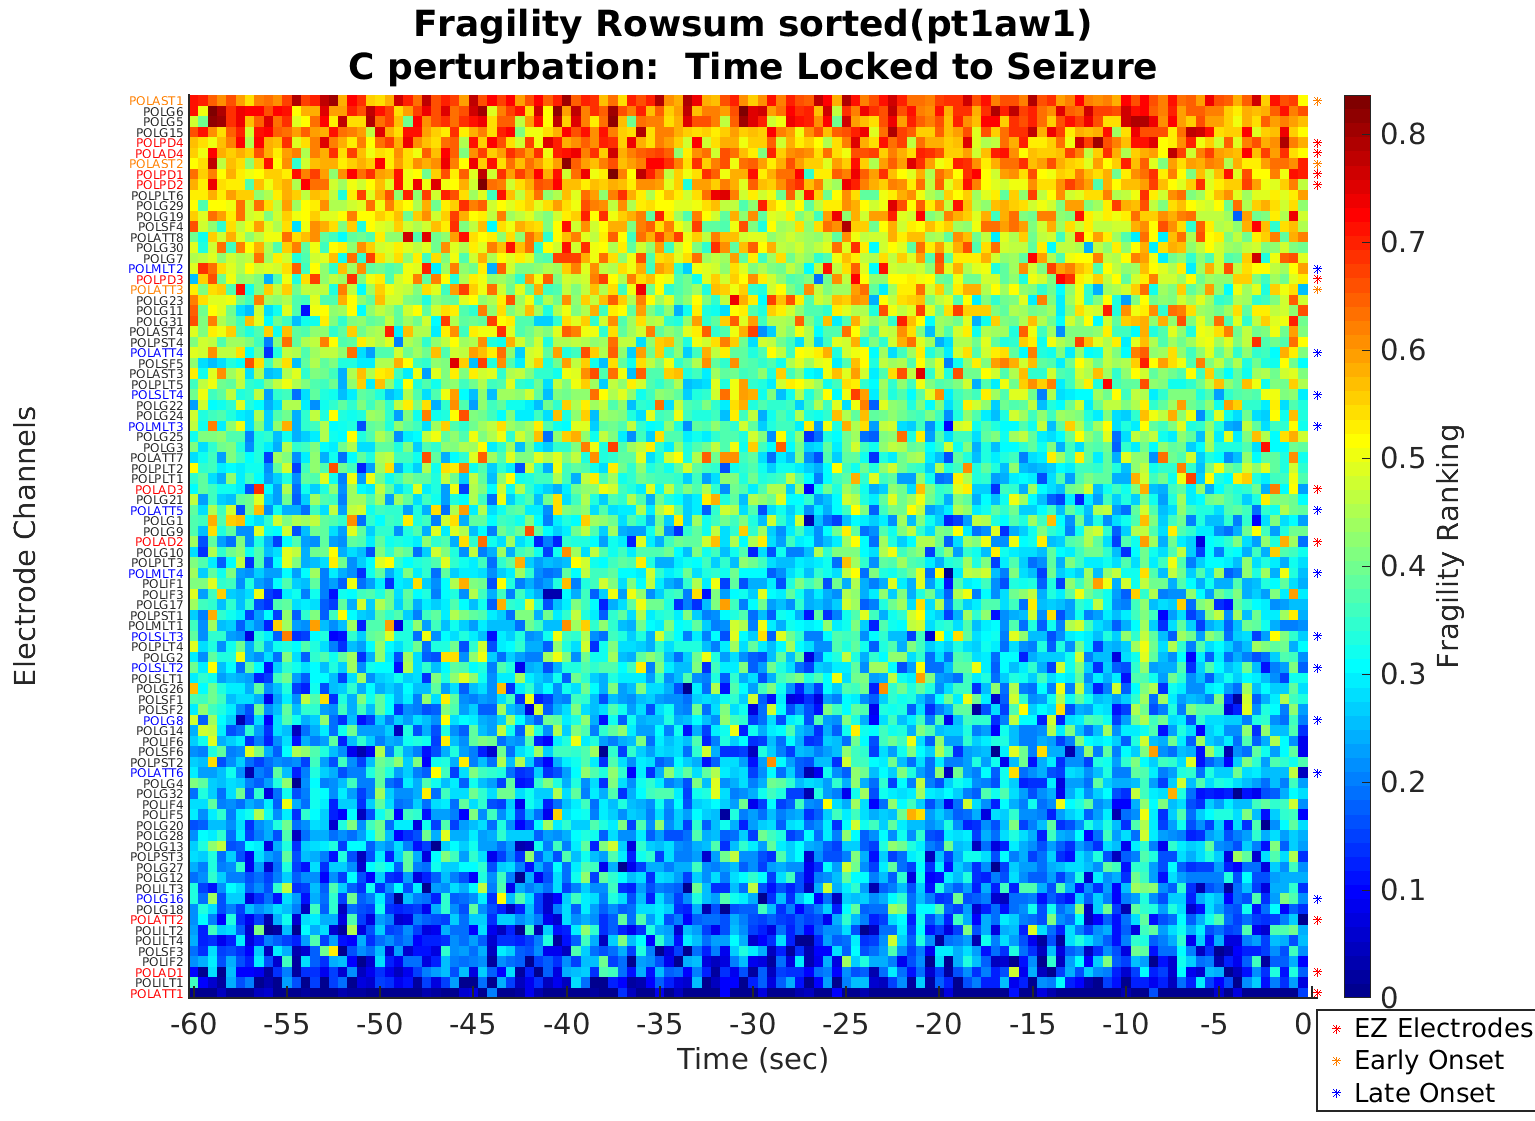 Fragility Rowsum sorted(pt1aw1)
C perturbation: Time Locked to Seizure
Electrode Channels
POLAST1
POLG6
POLG5
POLG15
POLPD4
POLAD4
POLAST2
POLPD1
POLPD2
POLPLT6
POLG29
POLG19
POLSF4
POLATT8
POLG30
POLG7
POLMLT2
POLPD3
POLATT3
POLG23
POLG11
POLG31
POLAST4
POLPST4
POLATT4
POLSF5
POLAST3
POLPLT5
POLSLT4
POLG22
POLG24
POLMLT3
POLG25
POLG3
POLATT7
POLPLT2
POLPLT1
POLAD3
POLG21
POLATT5
POLG1
POLG9
POLAD2
POLG10
POLPLT3
POLMLT4
POLIF1
POLIF3
POLG17
POLPST1
POLMLT1
POLSLT3
POLPLT4
POLG2
POLSLT2
POLSLT1
POLG26
POLSF1
POLSF2
POLG8
POLG14
POLIF6
POLSF6
POLPST2
POLATT6
POLG4
POLG32
POLIF4
POLIF5
POLG20
POLG28
POLG13
POLPST3
POLG27
POLG12
POLILT3
POLG16
POLG18
POLATT2
POLILT2
POLILT4
POLSF3
POLIF2
POLAD1
POLILT1
POLATT1
-60 -55 -50 -45 -40 -35 -30 -25 -20 -15 -10 -5 0
Time (sec)
0.8
0.7
0.6
0.5
0.4
0.3
0.2
0.1
0
Fragility Ranking
EZ Electrodes
Early Onset
Late Onset